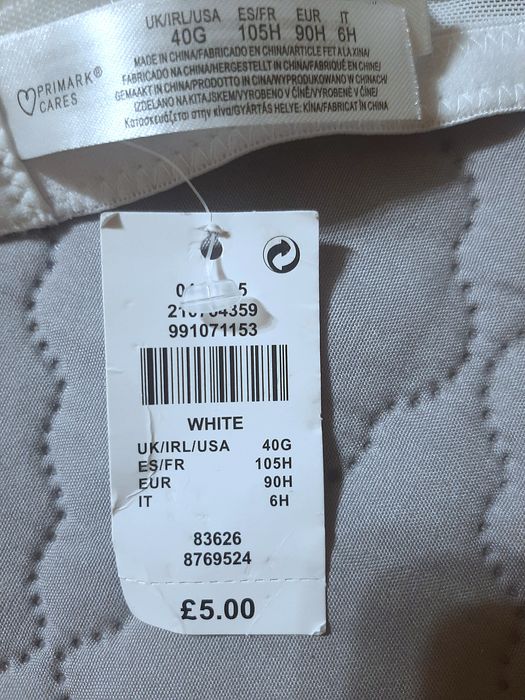 PRIMARK®
CARES
UK/IRL/USA ES/FR EUR IT
40G 105H 90H 6H
MADE IN CHINA/FABRICADO EN CHINA/ARTICLE FET A LA XINA/
FABRICADO NA CHINA/HERGESTELLT IN CHINA/FABRIQUÉ EN CHINE/
GEMAAKT IN CHINA/PRODOTTO IN CINA/WYPRODUKOWANO W CHINACH/
IZDELANO NA KITAJSKEM/VYROBENO V ČÍNĚ/VYROBENÉ V ČÍNE/
Κατασκευάζεται στην κίνα/GYÁRTÁS HELYE: KÍNA/FABRICAT ÎN CHINA
991071153
WHITE
UK/IRL/USA 40G
ES/FR 105H
EUR 90H
IT 6H
83626
8769524
£5.00